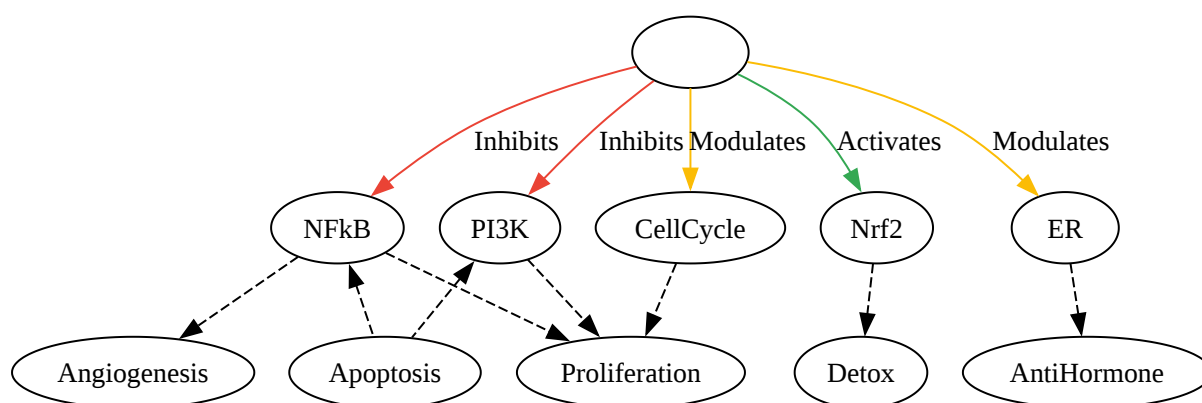 Inhibits
Inhibits
Modulates
Activates
Modulates
NFkB
PI3K
CellCycle
Nrf2
ER
Angiogenesis
Apoptosis
Proliferation
Detox
AntiHormone